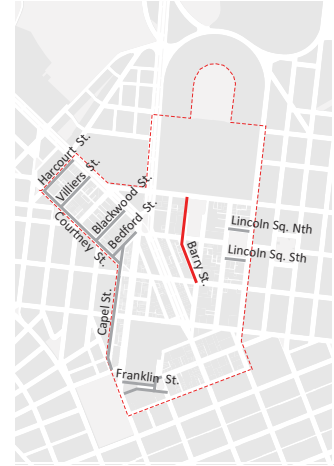 Harcourt St.
Villiers St.
Blackwood St.
Bedford St.
Courtney St.
Lincoln Sq. Nth
Barry St.
Lincoln Sq. Sth
Capel St.
Franklin St.